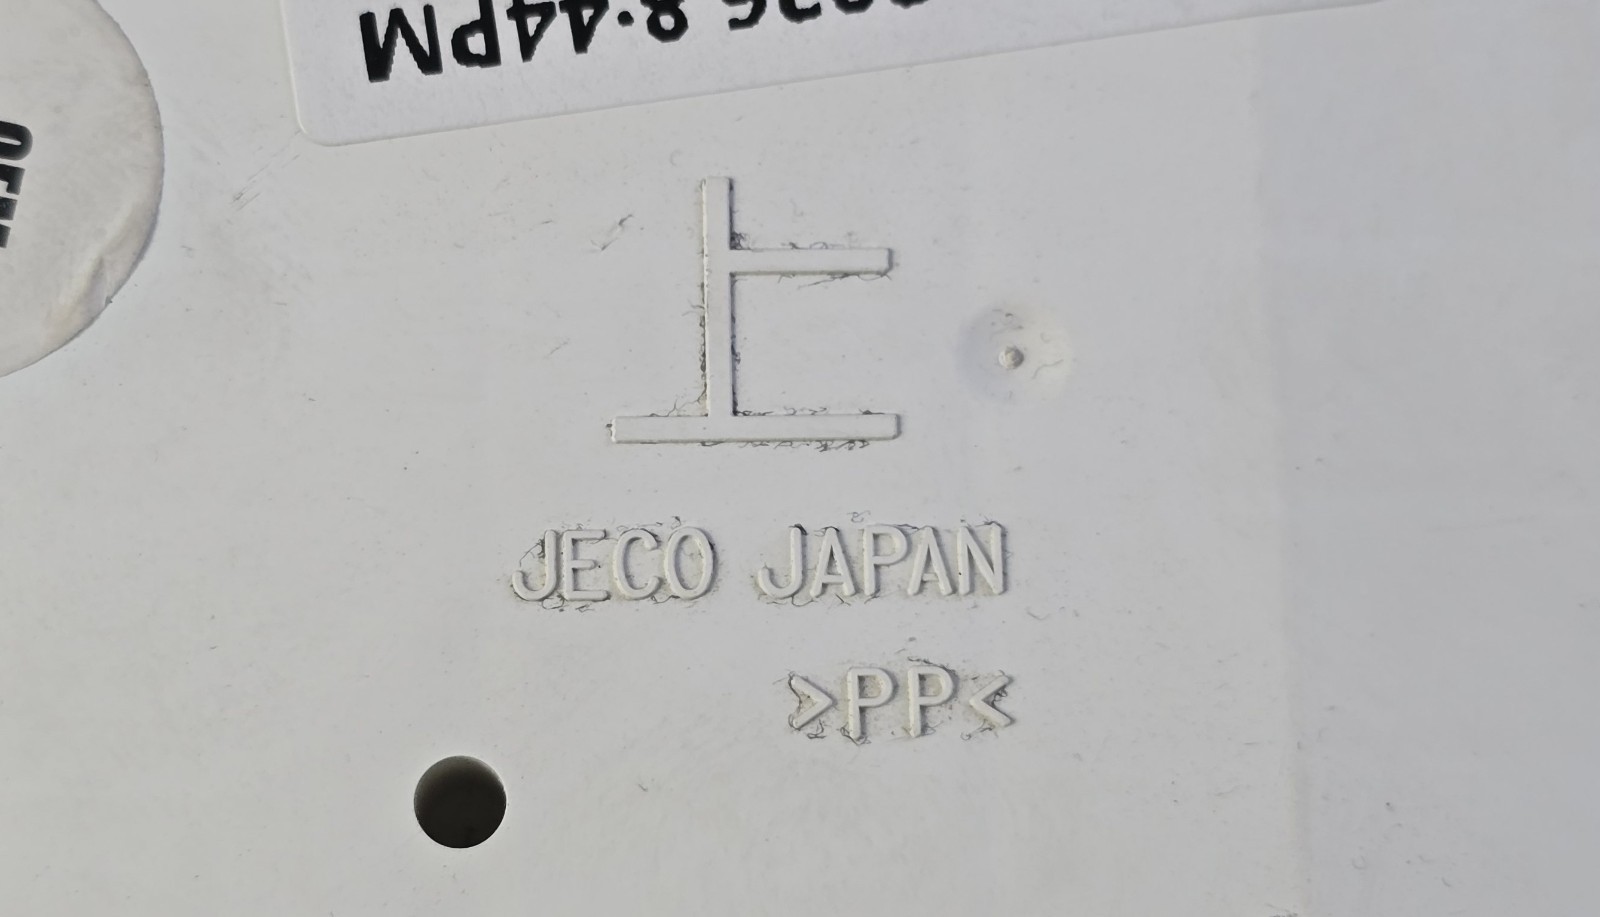 8:44PM
上
JECO JAPAN
>PP<